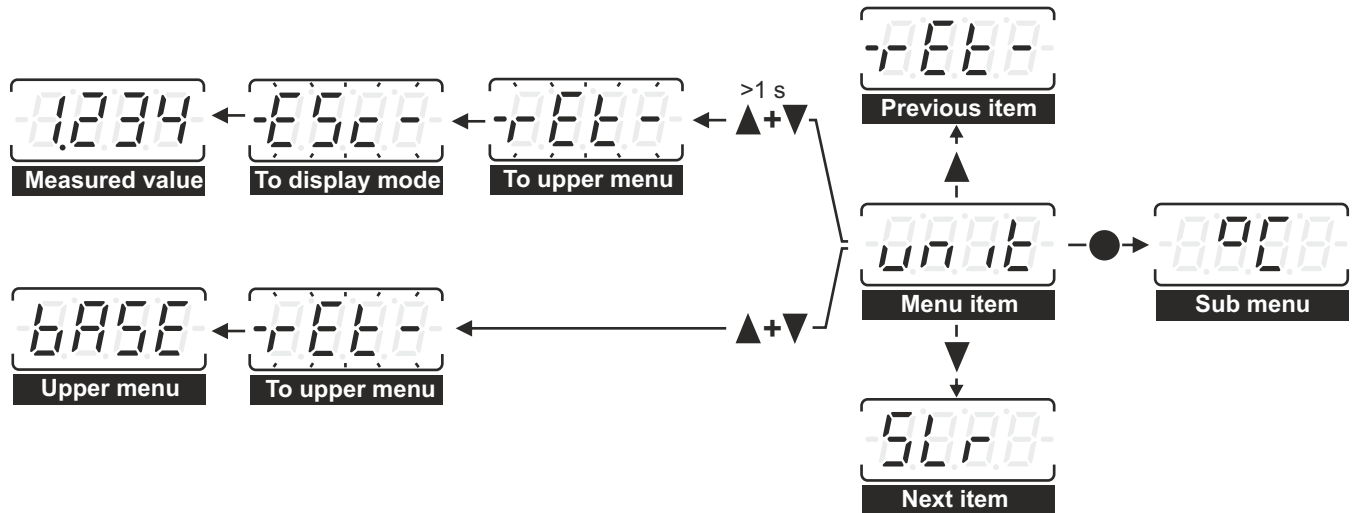 -rEt-
Previous item
>1 s
1.234
-ESc-
-rEt-
▲+▼
Measured value
To display mode
To upper menu
unit
Menu item
°C
Sub menu
bASE
-rEt-
▲+▼
Upper menu
To upper menu
SLr
Next item